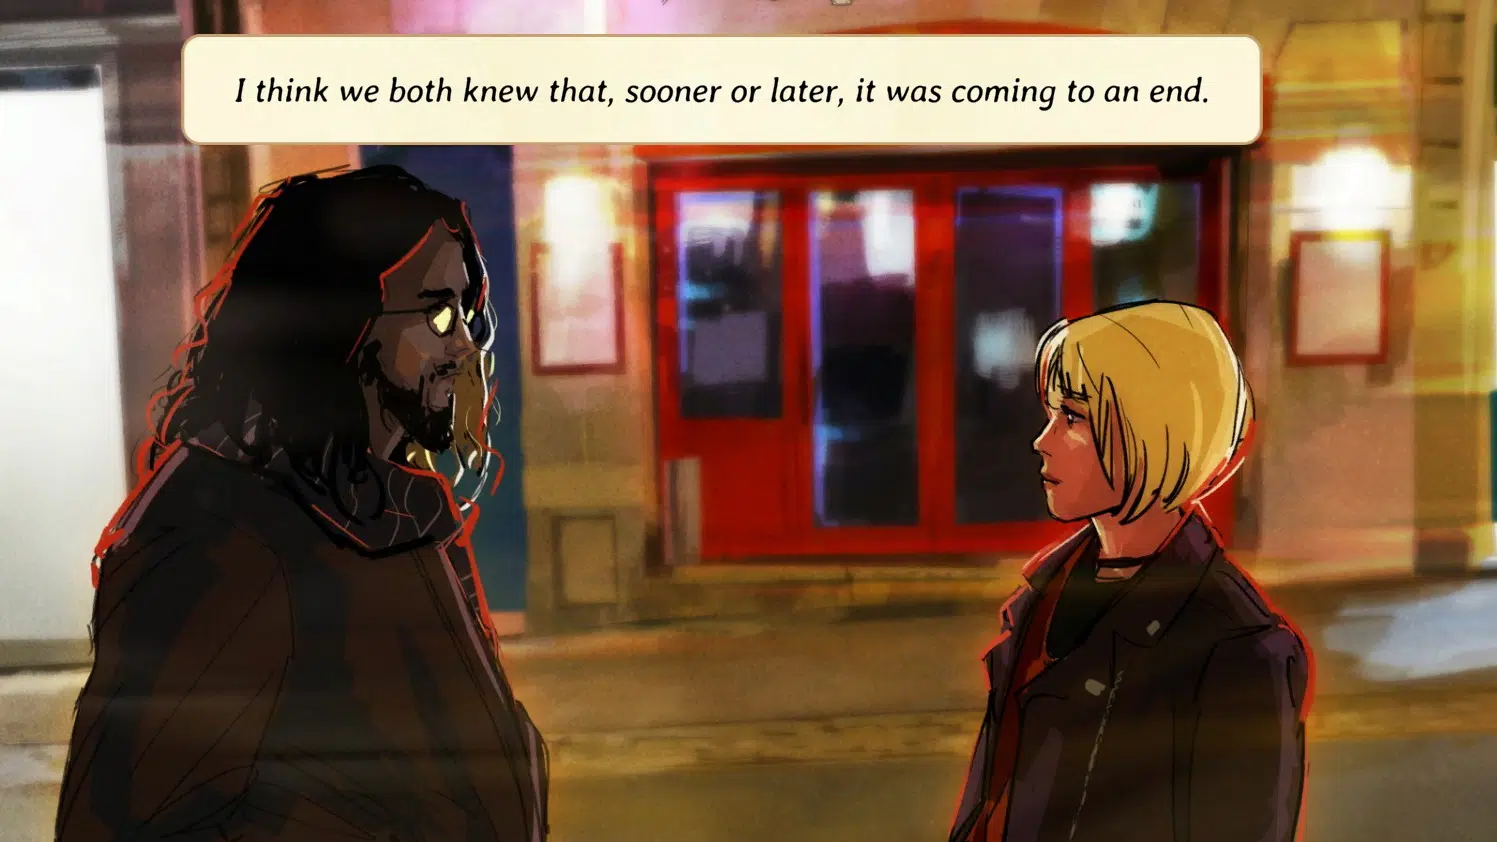 I think we both knew that, sooner or later, it was coming to an end.